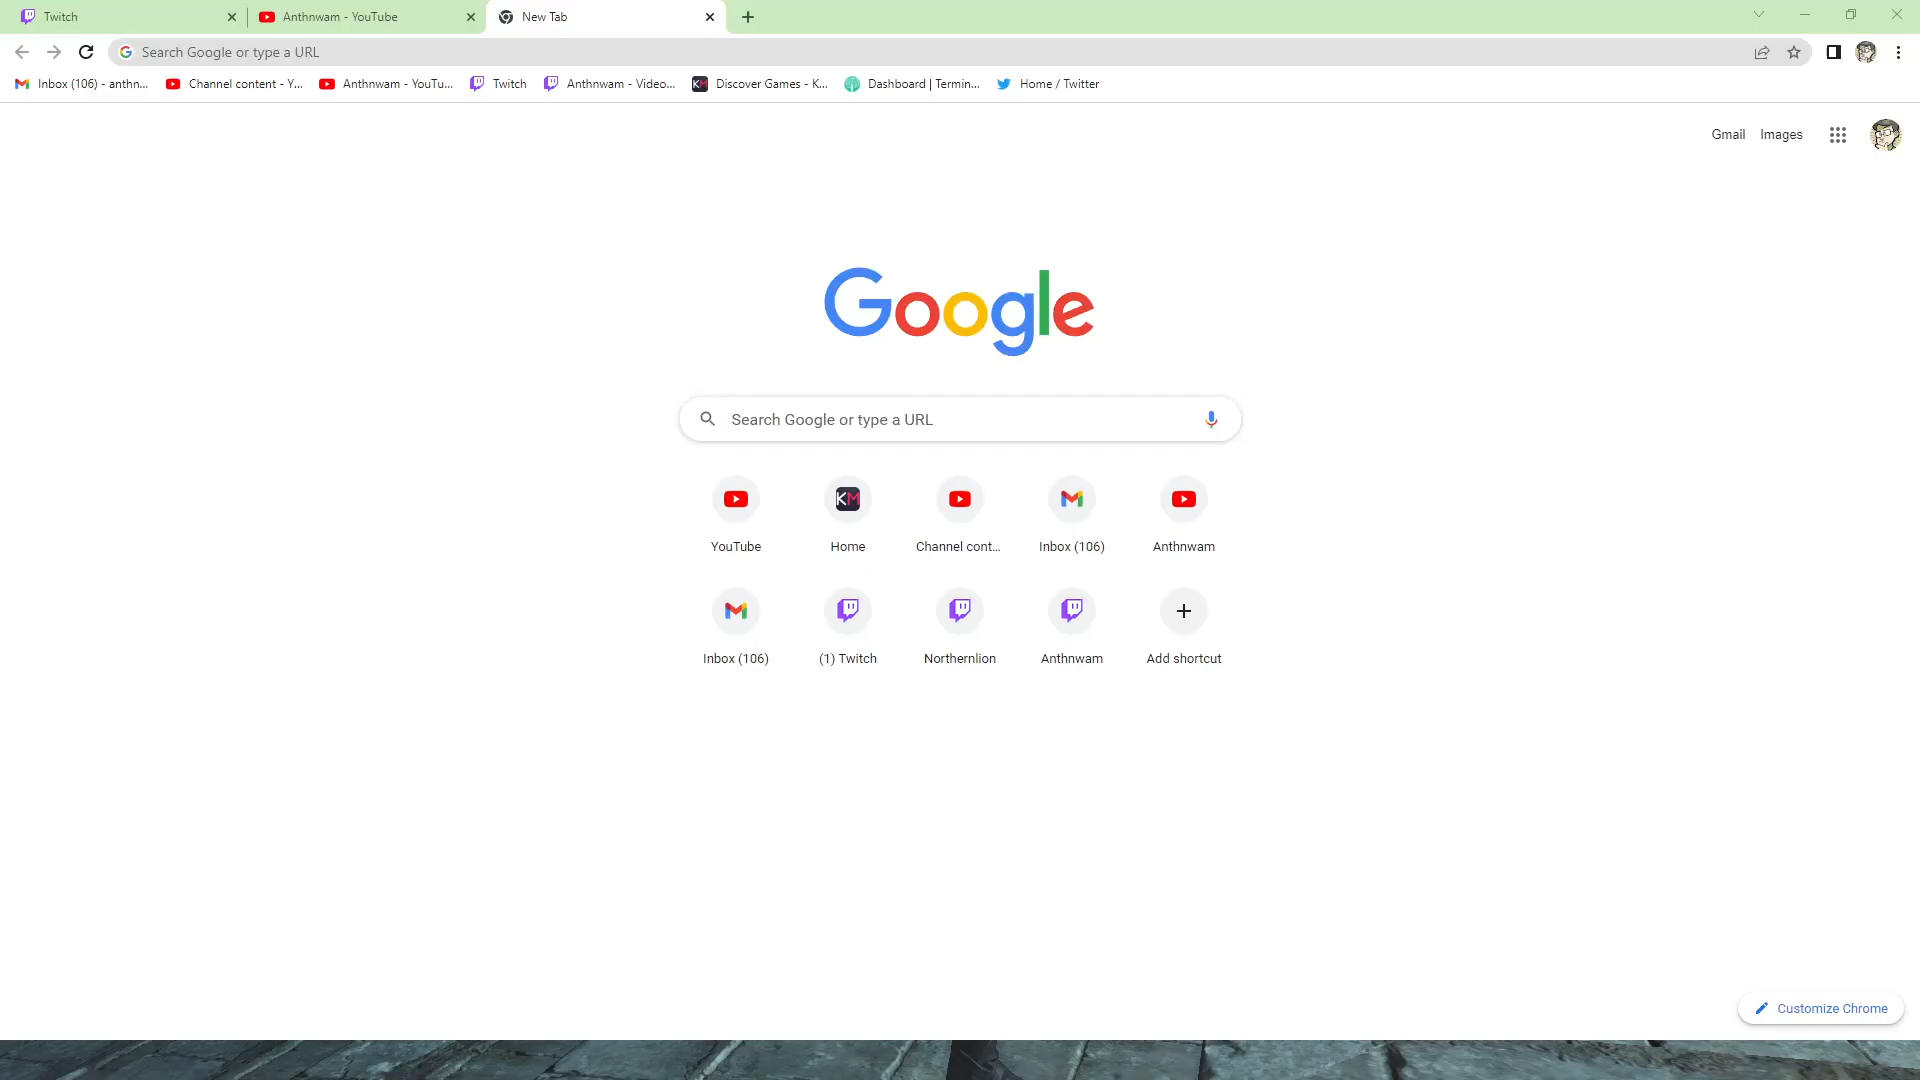 Twitch
Anthnwam - YouTube
New Tab
Search Google or type a URL
Inbox (106) - anthn...
Channel content - Y...
Anthnwam - YouTu...
Twitch
Anthnwam - Video...
KM
Discover Games - K...
Dashboard | Termin...
Home / Twitter
Gmail
Images
Google
Search Google or type a URL
YouTube
KM
Home
Channel cont...
Inbox (106)
Anthnwam
Inbox (106)
(1) Twitch
Northernlion
Anthnwam
Add shortcut
Customize Chrome